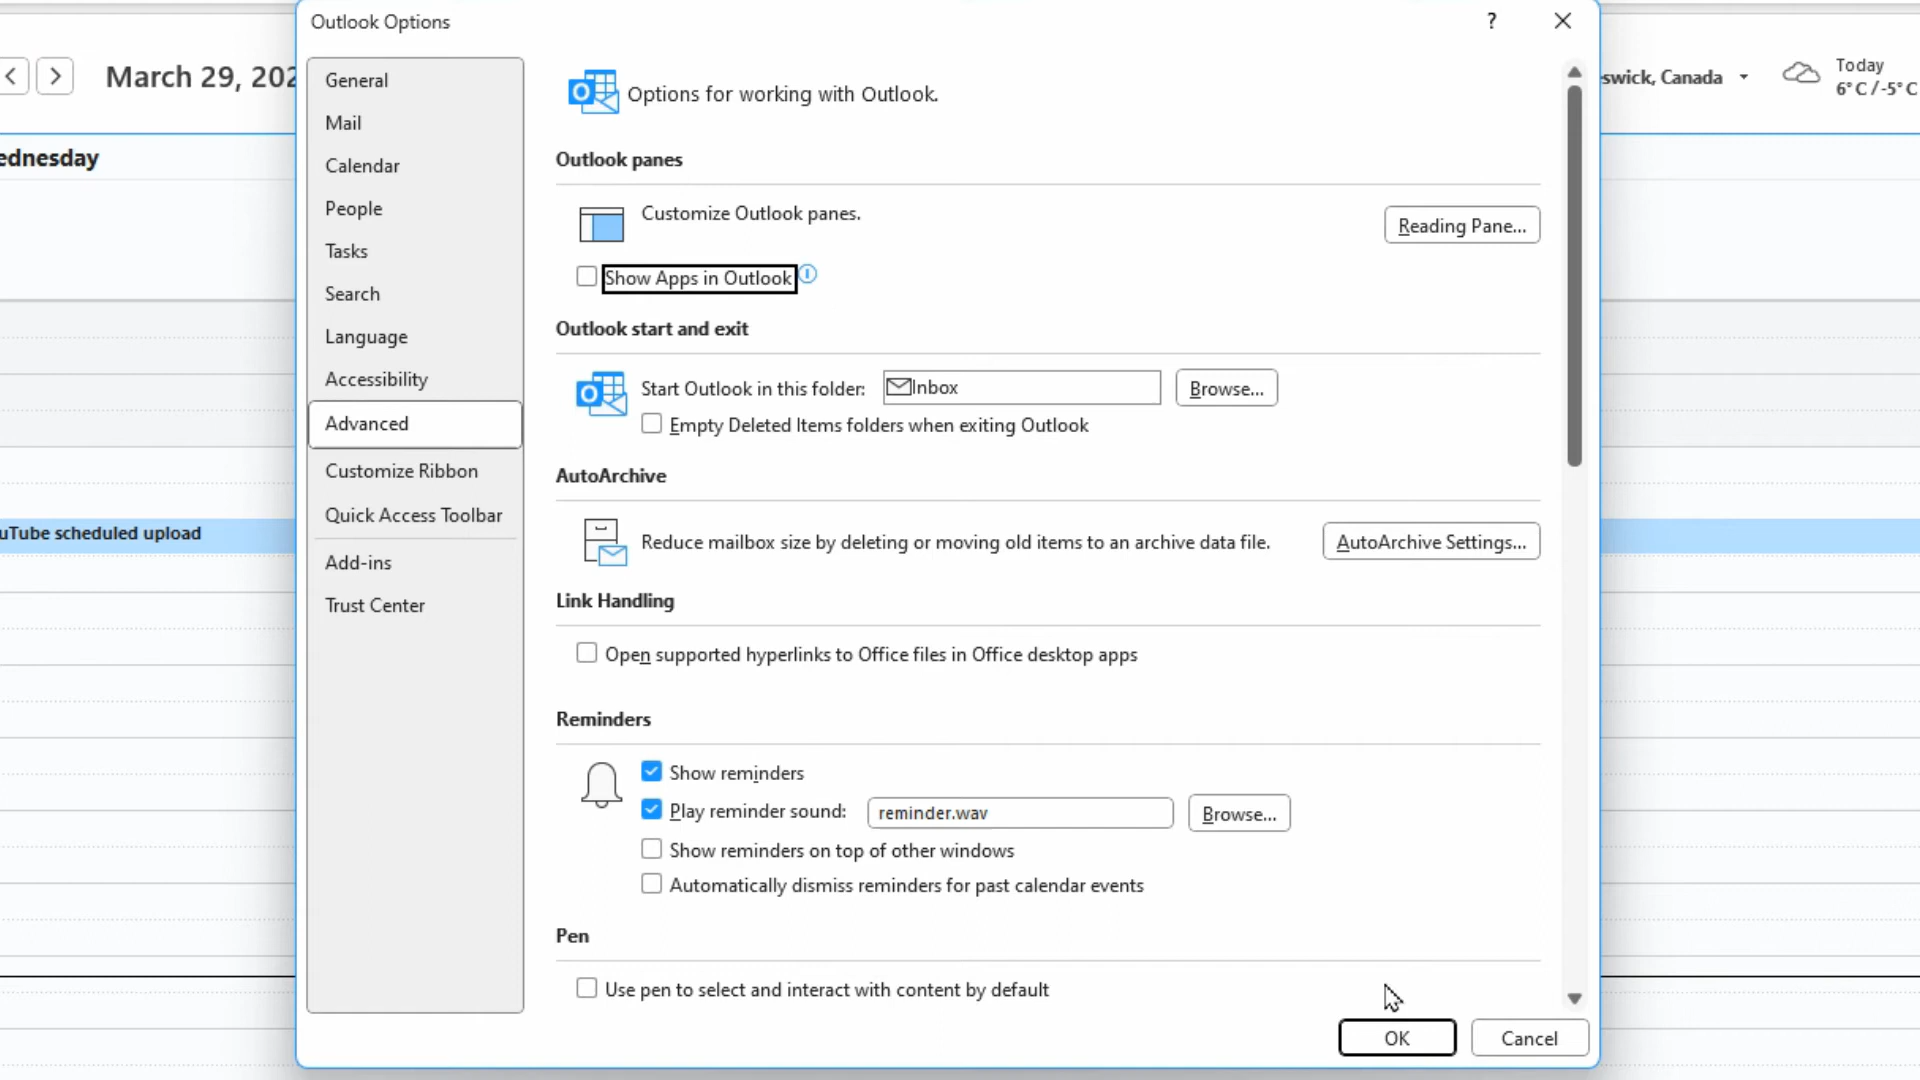 Outlook Options
?
March 29, 202
swick, Canada
Today
6°C/-5°C
ednesday
uTube scheduled upload
General
Mail
Calendar
People
Tasks
Search
Language
Accessibility
Advanced
Customize Ribbon
Quick Access Toolbar
Add-ins
Trust Center
Options for working with Outlook.
Outlook panes
Customize Outlook panes.
Reading Pane...
Show Apps in Outlook
Outlook start and exit
Start Outlook in this folder: Inbox Browse...
Empty Deleted Items folders when exiting Outlook
AutoArchive
Reduce mailbox size by deleting or moving old items to an archive data file. AutoArchive Settings...
Link Handling
Open supported hyperlinks to Office files in Office desktop apps
Reminders
Show reminders
Play reminder sound: reminder.wav Browse...
Show reminders on top of other windows
Automatically dismiss reminders for past calendar events
Pen
Use pen to select and interact with content by default
OK Cancel